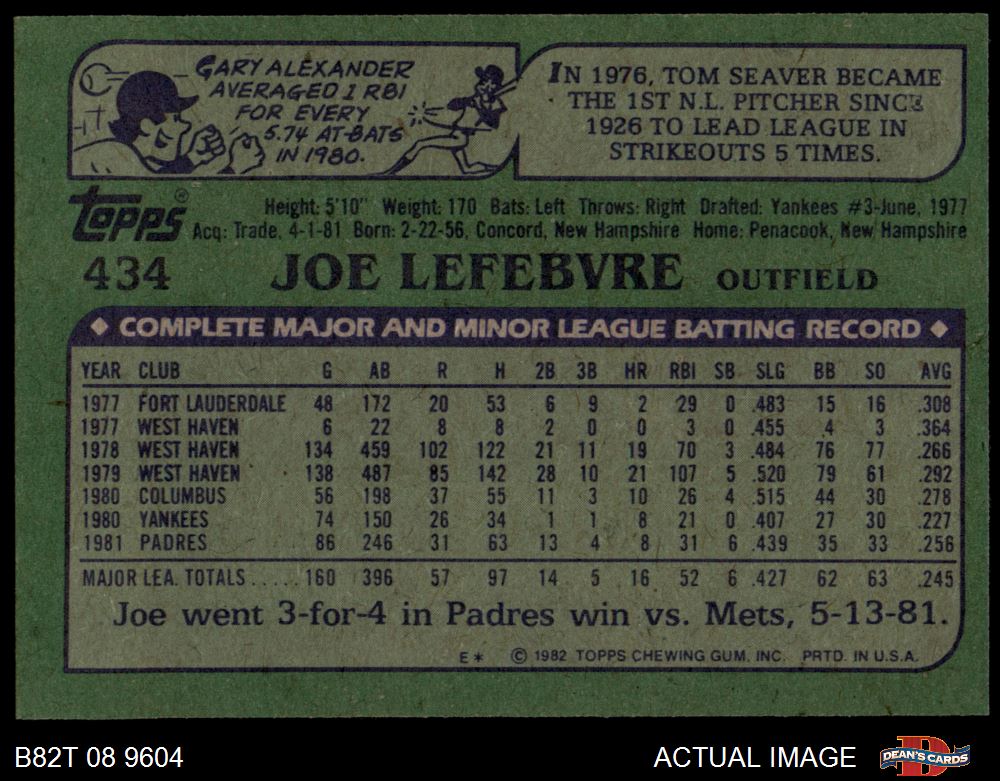 GARY ALEXANDER
AVERAGED 1 RBI
FOR EVERY
5.74 AT-BATS
IN 1980.
IN 1976, TOM SEAVER BECAME
THE 1ST N.L. PITCHER SINCE
1926 TO LEAD LEAGUE IN
STRIKEOUTS 5 TIMES.
TOPPS®
Height: 5'10" Weight: 170 Bats: Left Throws: Right Drafted: Yankees #3-June, 1977
Acq: Trade, 4-1-81 Born: 2-22-56, Concord, New Hampshire Home: Penacook, New Hampshire
434 JOE LEFEBVRE OUTFIELD
◆ COMPLETE MAJOR AND MINOR LEAGUE BATTING RECORD ◆
YEAR CLUB G AB R H 2B 3B HR RBI SB SLG BB SO AVG
1977 FORT LAUDERDALE 48 172 20 53 6 9 2 29 0 .483 15 16 .308
1977 WEST HAVEN 6 22 8 8 2 0 0 3 0 .455 4 3 .364
1978 WEST HAVEN 134 459 102 122 21 11 19 70 3 .484 76 77 .266
1979 WEST HAVEN 138 487 85 142 28 10 21 107 5 .520 79 61 .292
1980 COLUMBUS 56 198 37 55 11 3 10 26 4 .515 44 30 .278
1980 YANKEES 74 150 26 34 1 1 8 21 0 .407 27 30 .227
1981 PADRES 86 246 31 63 13 4 8 31 6 .439 35 33 .256
MAJOR LEA. TOTALS..... 160 396 57 97 14 5 16 52 6 .427 62 63 .245
Joe went 3-for-4 in Padres win vs. Mets, 5-13-81.
E* © 1982 TOPPS CHEWING GUM, INC. PRTD. IN U.S.A.
B82T 08 9604 ACTUAL IMAGE DEAN'S CARDS